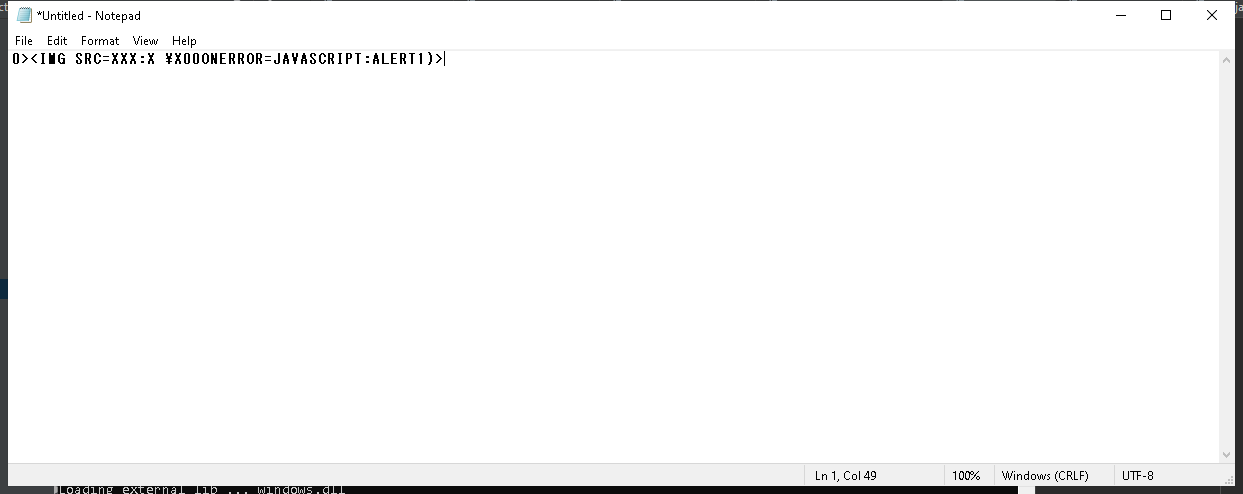 *Untitled - Notepad
File Edit Format View Help
0><IMG SRC=XXX:X ¥X000NERROR=JAVASCRIPT:ALERT1)>
Ln 1, Col 49 100% Windows (CRLF) UTF-8
Loading external lib ... windows.dll